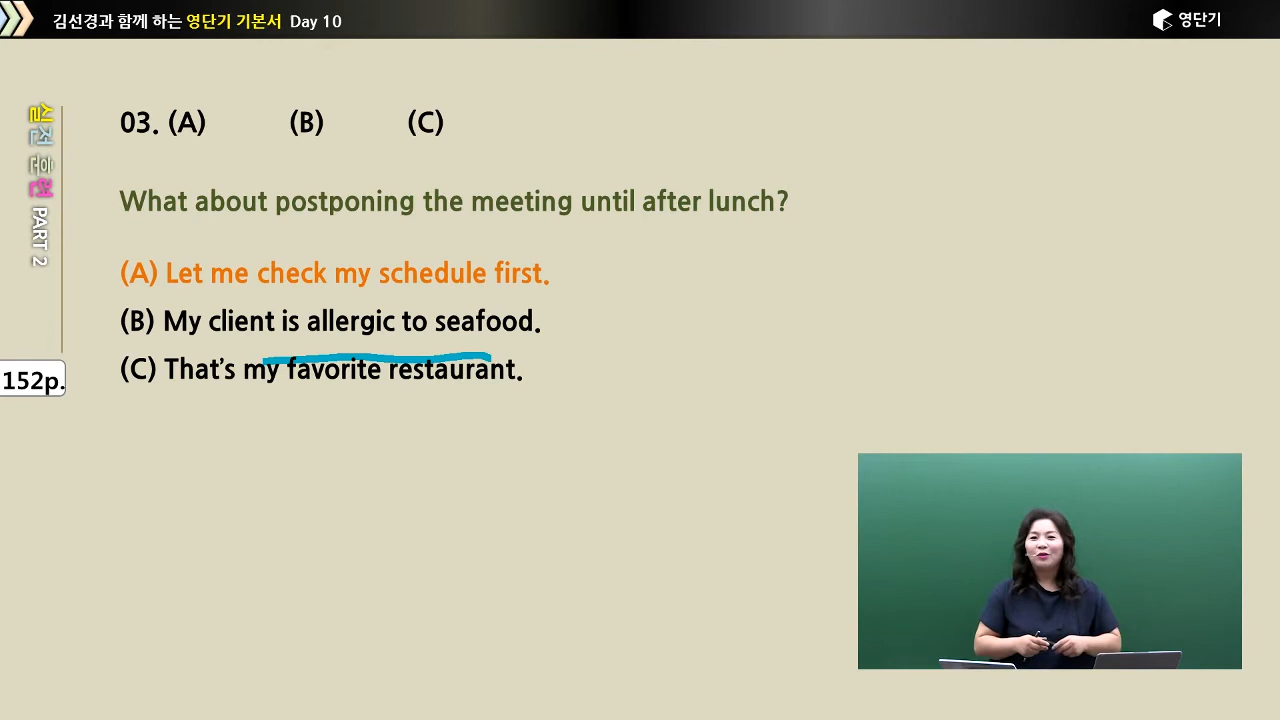 김선경과 함께 하는 영단기 기본서 Day 10
영단기
실전 훈련 PART 2
03. (A) (B) (C)
What about postponing the meeting until after lunch?
(A) Let me check my schedule first.
(B) My client is allergic to seafood.
(C) That's my favorite restaurant.
152p.